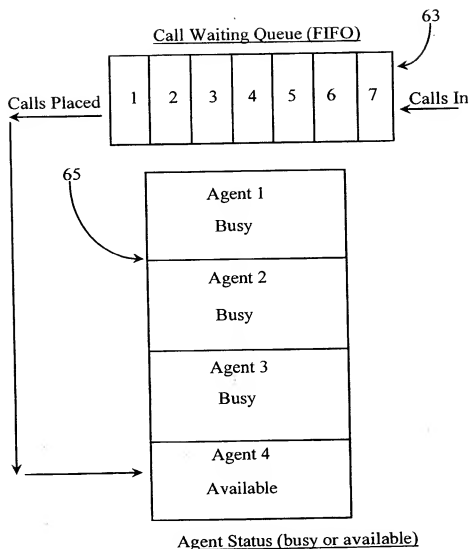 63
Call Waiting Queue (FIFO)
Calls Placed
1 2 3 4 5 6 7
Calls In
65
Agent 1
Busy
Agent 2
Busy
Agent 3
Busy
Agent 4
Available
Agent Status (busy or available)